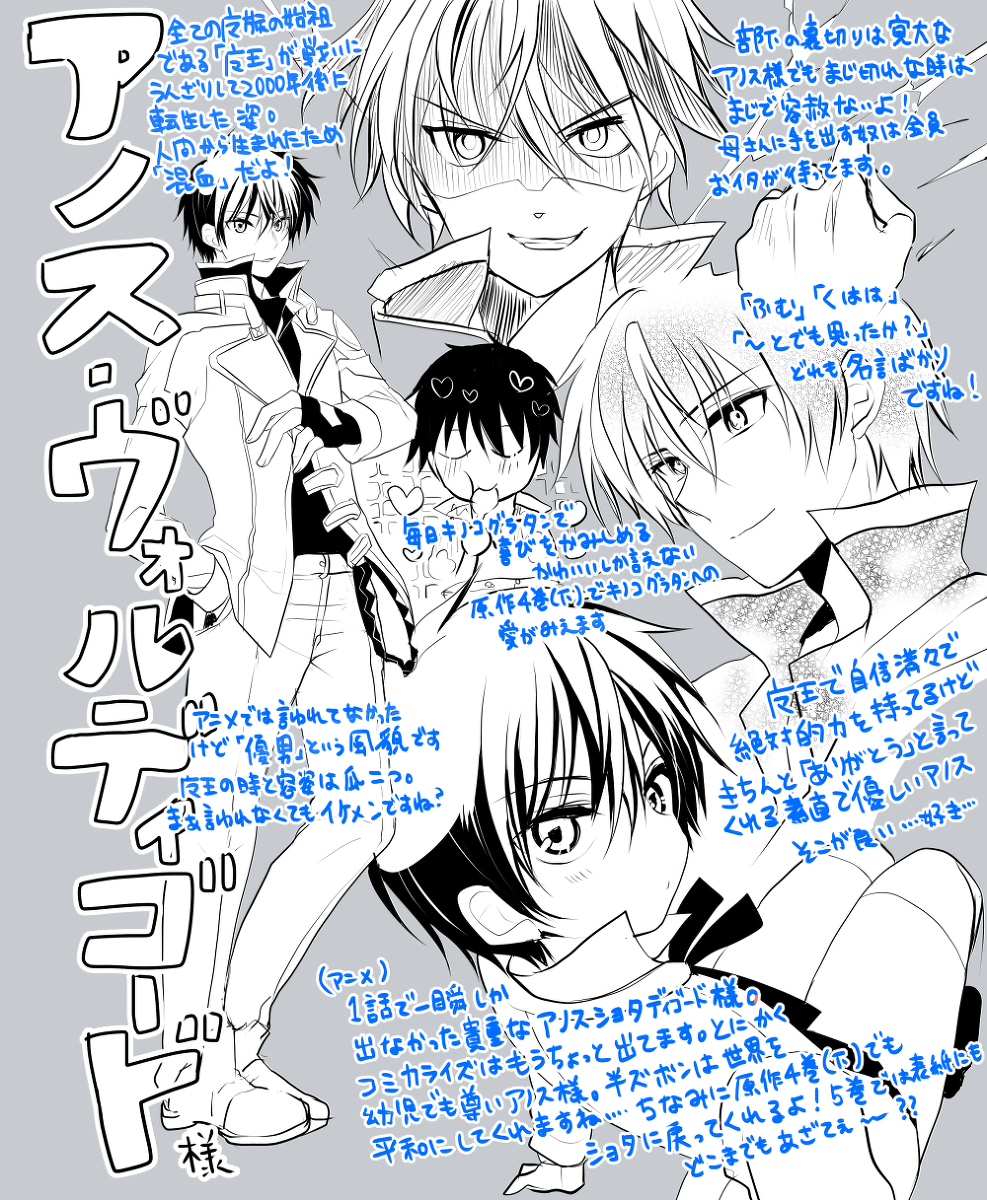 アノス・ヴォルディゴード様
全ての魔族の始祖
である「魔王」が戦いに
うんざりして2000年後に
転生した姿。
人間から生まれたため
「混血」だよ!
部下の裏切りは寛大な
アノス様でもまじ切れな時は
まじで容赦ないよ!
母さんに手を出す奴は全員
おイタが待ってます。
「ふむ」「くはは」
「~とでも思ったか?」
どれも名言ばかり
ですね!
毎日キノコグラタンで
喜びをかみしめる
かわいいしか言えない
原作4巻(下)でキノコグラタンへの
愛がみえます
魔王で自信満々で
絶対的力を持ってるけど
きちんと「ありがとう」と言って
くれる素直で優しいアノス
そこが良い…好き…
アニメでは言われてなかった
けど"優男"という風貌です
魔王の時と容姿は瓜二つ。
まぁ言われなくてもイケメンですね?
(アニメ)
1話で一瞬しか
出なかった貴重なアノス・ショタディゴード様。
コミカライズはもうちょっと出てます。とにかく
幼児でも尊いアノス様。半ズボンは世界を
平和にしてくれますね…。ちなみに原作4巻(下)でも
ショタに戻ってくれるよ!5巻では表紙にも
どこまでもあざてぇ~??